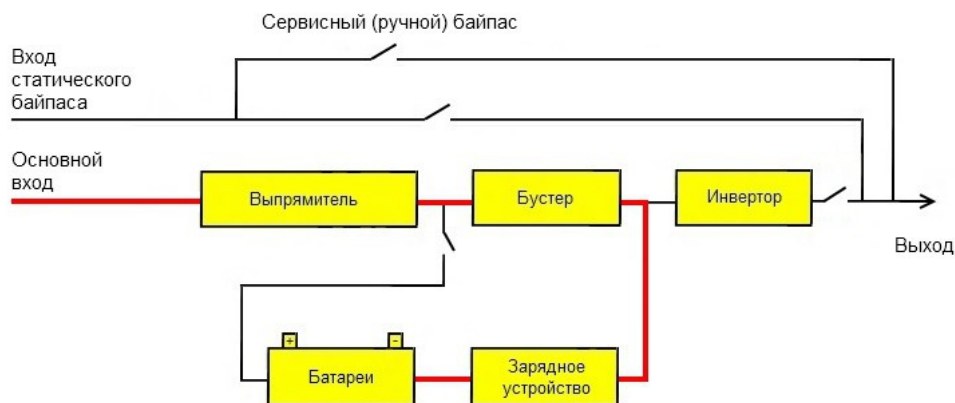 Сервисный (ручной) байпас
Вход
статического
байпаса
Основной
вход
Выпрямитель
Бустер
Инвертор
Выход
+
-
Батареи
Зарядное
устройство